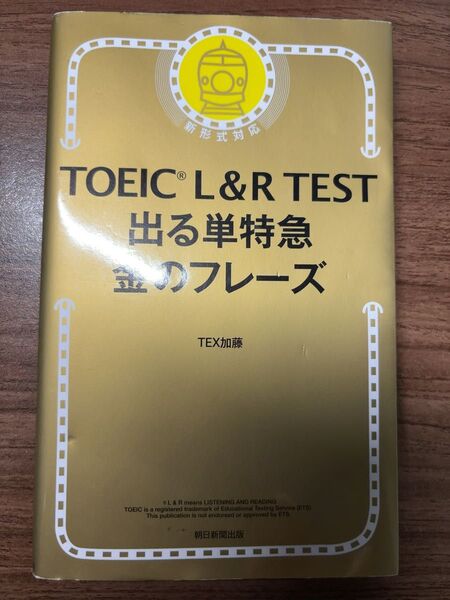 新形式対応
TOEIC® L&R TEST
出る単特急
金のフレーズ
TEX加藤
※L & R means LISTENING AND READING
TOEIC is a registered trademark of Educational Testing Service (ETS).
This publication is not endorsed or approved by ETS.
朝日新聞出版